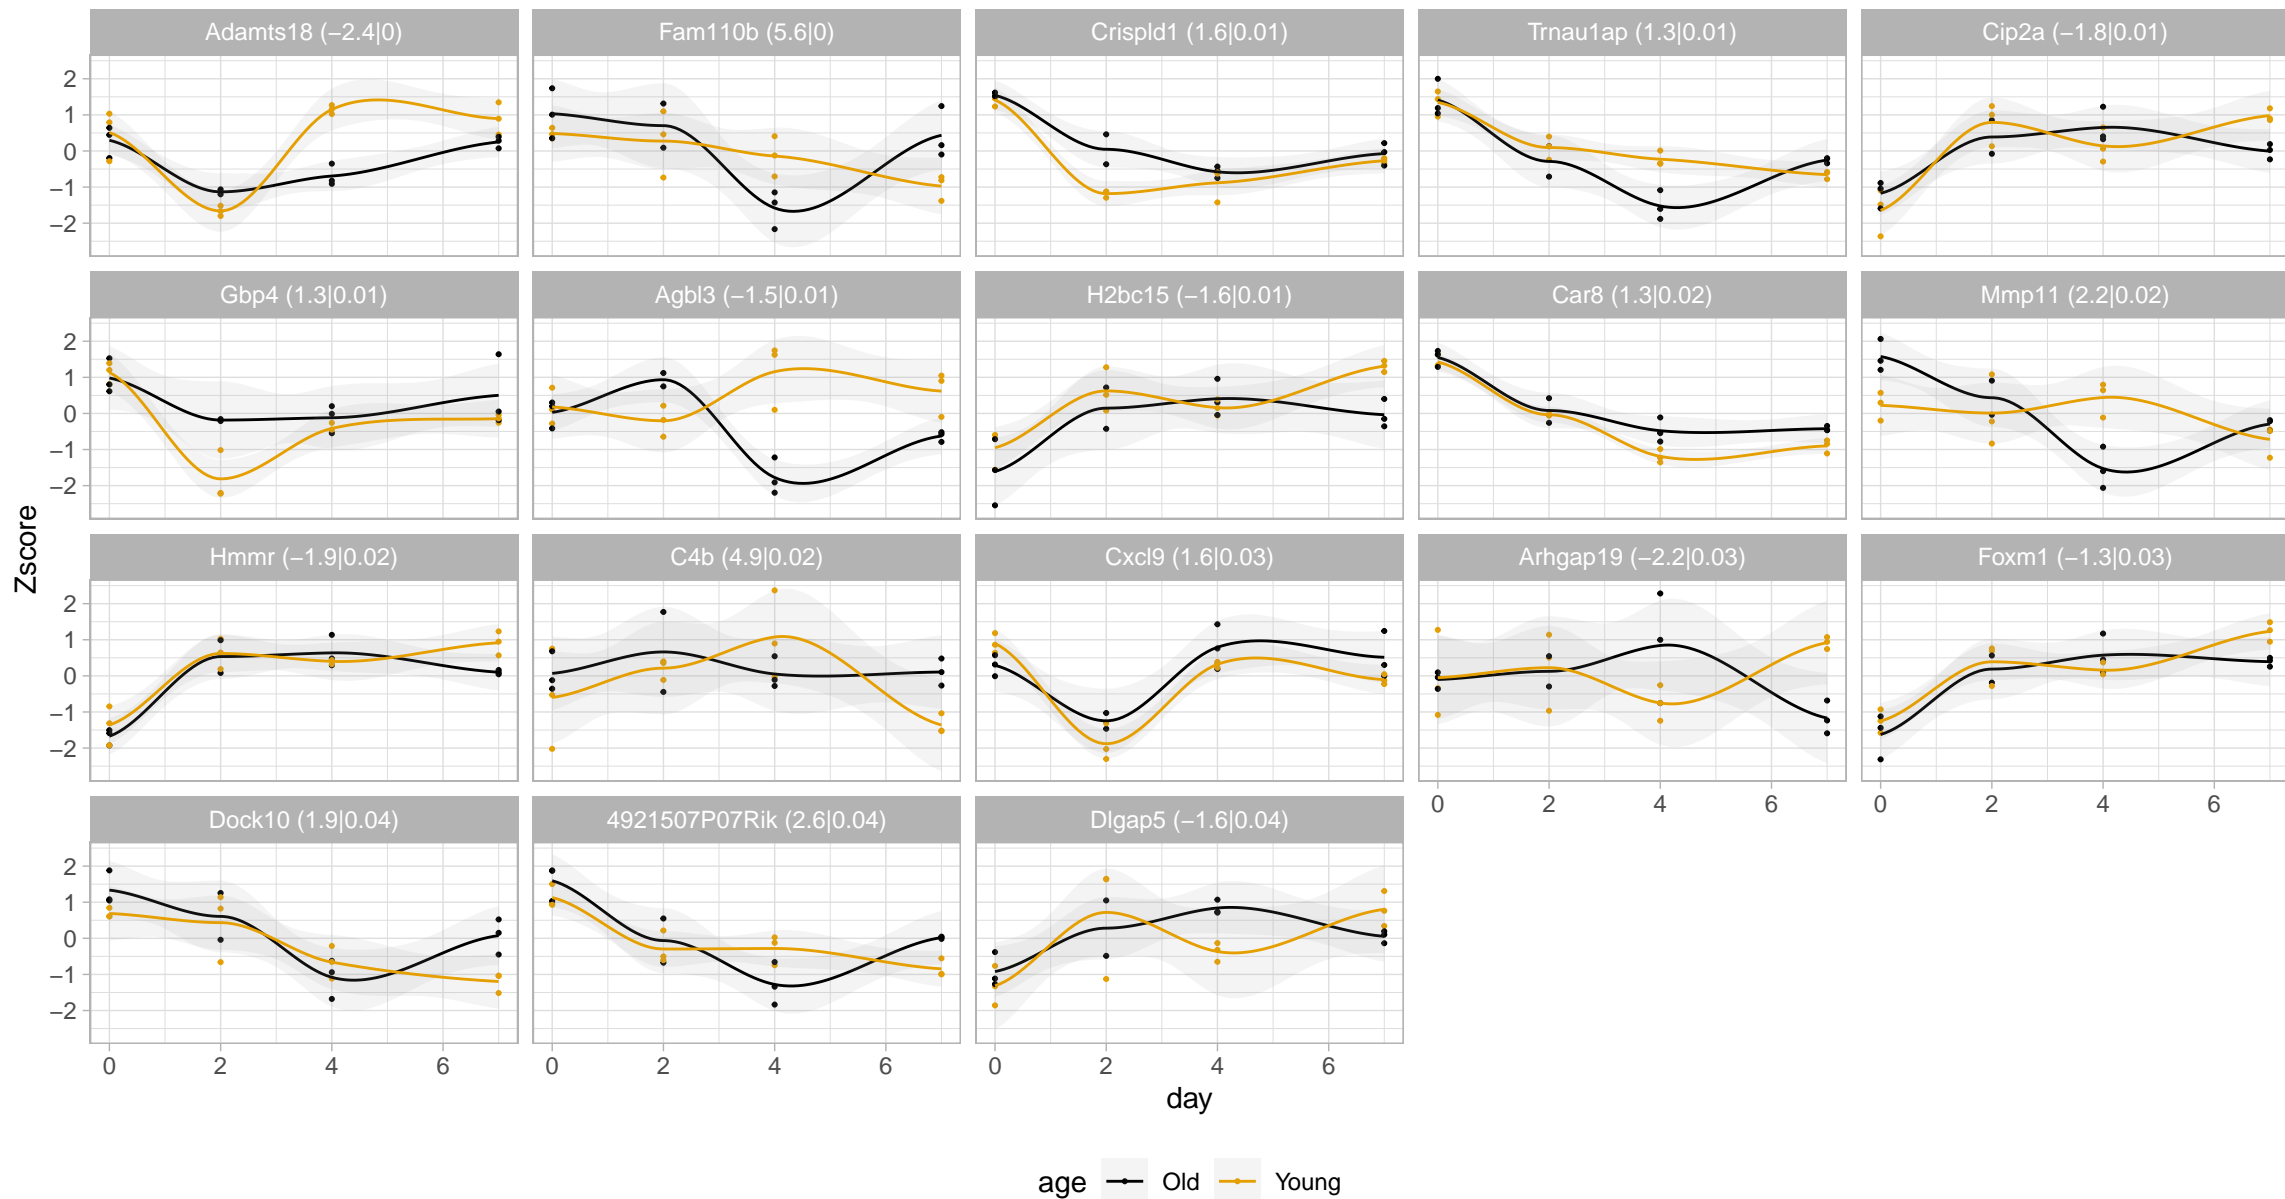 Adamts18 (−2.4|0)
Fam110b (5.6|0)
Crispld1 (1.6|0.01)
Trnau1ap (1.3|0.01)
Cip2a (−1.8|0.01)
2
1
0
−1
−2
Gbp4 (1.3|0.01)
Agbl3 (−1.5|0.01)
H2bc15 (−1.6|0.01)
Car8 (1.3|0.02)
Mmp11 (2.2|0.02)
2
1
0
−1
−2
Zscore
Hmmr (−1.9|0.02)
C4b (4.9|0.02)
Cxcl9 (1.6|0.03)
Arhgap19 (−2.2|0.03)
Foxm1 (−1.3|0.03)
2
1
0
−1
−2
0 2 4 6
0 2 4 6
Dock10 (1.9|0.04)
4921507P07Rik (2.6|0.04)
Dlgap5 (−1.6|0.04)
2
1
0
−1
−2
0 2 4 6
0 2 4 6
0 2 4 6
day
age Old Young